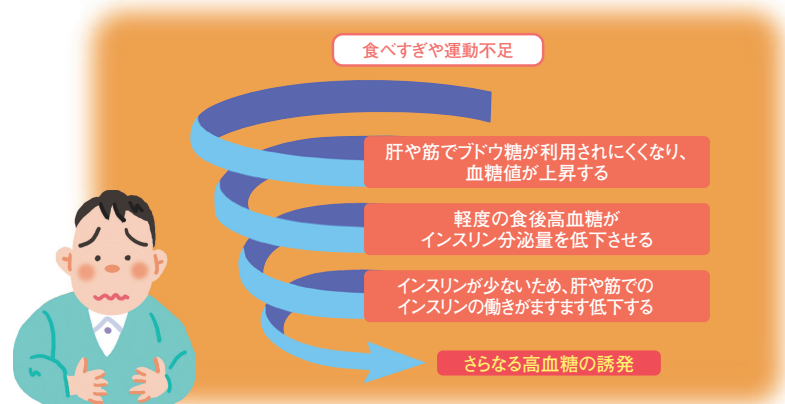 食べすぎや運動不足
肝や筋でブドウ糖が利用されにくくなり、
血糖値が上昇する
軽度の食後高血糖が
インスリン分泌量を低下させる
インスリンが少ないため、肝や筋での
インスリンの働きがますます低下する
さらなる高血糖の誘発